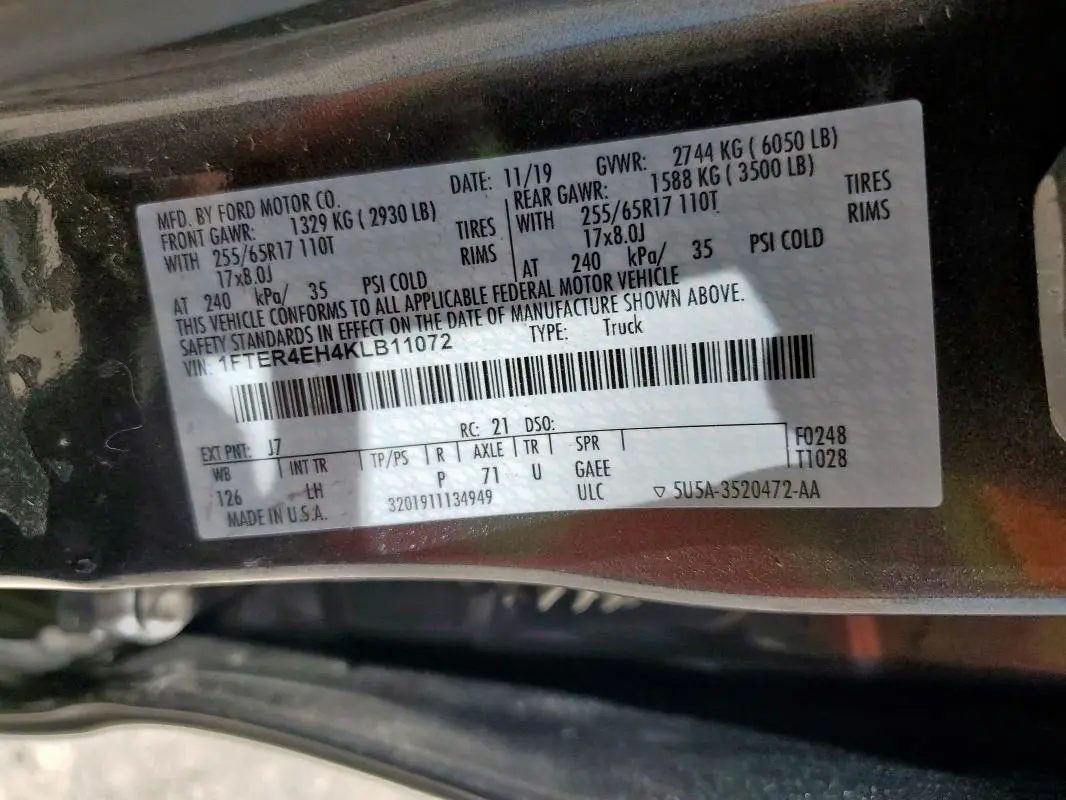 MFD. BY FORD MOTOR CO. DATE: 11/19 GVWR: 2744 KG ( 6050 LB)
FRONT GAWR: 1329 KG ( 2930 LB) REAR GAWR: 1588 KG ( 3500 LB)
WITH 255/65R17 110T TIRES WITH 255/65R17 110T TIRES
17x8.0J RIMS 17x8.0J RIMS
AT 240 kPa/ 35 PSI COLD AT 240 kPa/ 35 PSI COLD
THIS VEHICLE CONFORMS TO ALL APPLICABLE FEDERAL MOTOR VEHICLE
SAFETY STANDARDS IN EFFECT ON THE DATE OF MANUFACTURE SHOWN ABOVE.
VIN: 1FTER4EH4KLB11072 TYPE: Truck
EXT PNT: J7 RC: 21 DSO:
WB INT TR TP/PS R AXLE TR SPR F0248
126 LH P 71 U GAEE T1028
MADE IN U.S.A. 3201911134949 ULC ▽ 5U5A-3520472-AA